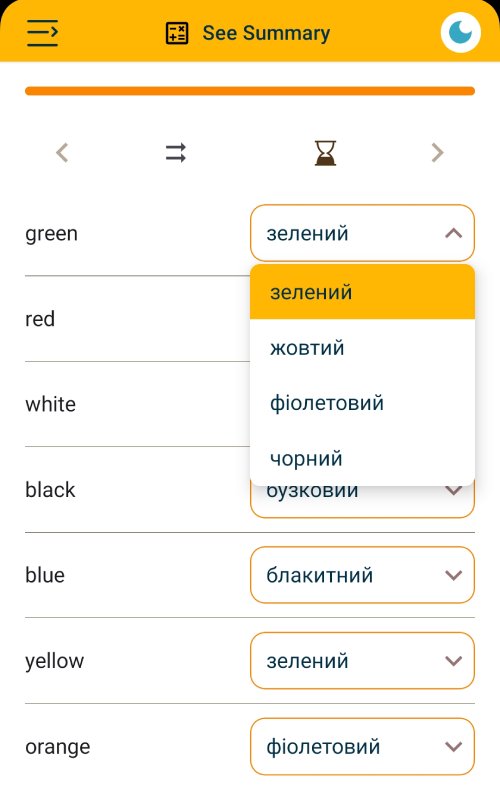 See Summary
green
зелений
зелений
red
жовтий
white
фіолетовий
чорний
black
бузковий
blue
блакитний
yellow
зелений
orange
фіолетовий